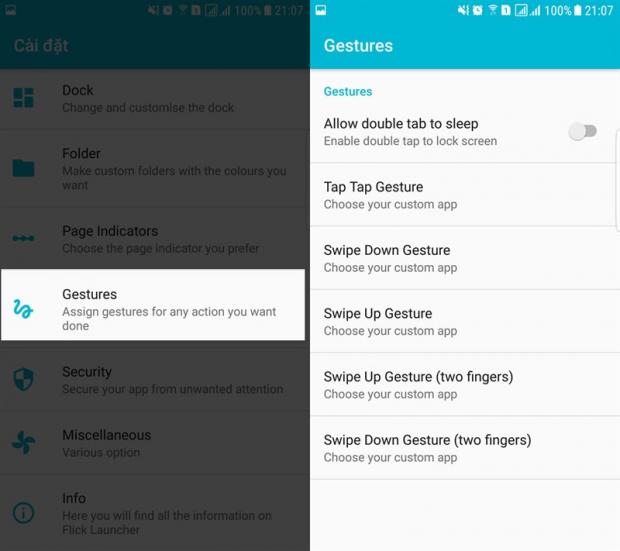 100% 21:07
Cài đặt
Dock
Change and customise the dock
Folder
Make custom folders with the colours you
want
Page Indicators
Choose the page indicator you prefer
Gestures
Assign gestures for any action you want
done
Security
Secure your app from unwanted attention
Miscellaneous
Various option
Info
Here you will find all the information on
Flick Launcher
1 100% 21:07
Gestures
Gestures
Allow double tab to sleep
Enable double tap to lock screen
Tap Tap Gesture
Choose your custom app
Swipe Down Gesture
Choose your custom app
Swipe Up Gesture
Choose your custom app
Swipe Up Gesture (two fingers)
Choose your custom app
Swipe Down Gesture (two fingers)
Choose your custom app